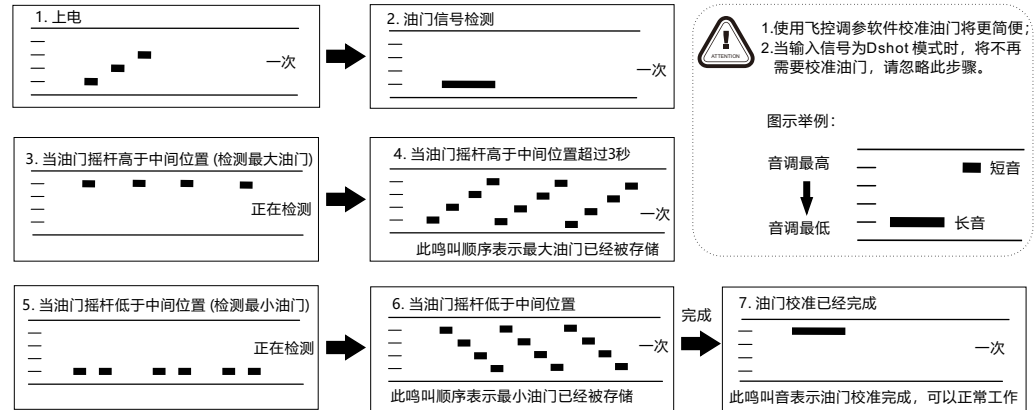 1. 上电
一次
2. 油门信号检测
一次
ATTENTION
1.使用飞控调参软件校准油门将更简便;
2.当输入信号为Dshot 模式时，将不再
需要校准油门，请忽略此步骤。
图示举例：
音调最高
短音
音调最低
长音
3. 当油门摇杆高于中间位置 (检测最大油门)
正在检测
4. 当油门摇杆高于中间位置超过3秒
一次
此鸣叫顺序表示最大油门已经被存储
5. 当油门摇杆低于中间位置 (检测最小油门)
正在检测
6. 当油门摇杆低于中间位置
一次
此鸣叫顺序表示最小油门已经被存储
完成
7. 油门校准已经完成
一次
此鸣叫音表示油门校准完成，可以正常工作